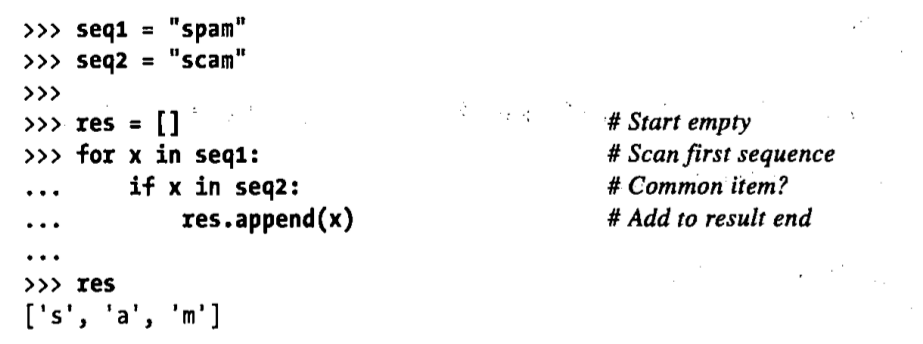 >>> seq1 = "spam"
>>> seq2 = "scam"
>>>
>>> res = [] # Start empty
>>> for x in seq1: # Scan first sequence
...     if x in seq2: # Common item?
...         res.append(x) # Add to result end
...
>>> res
['s', 'a', 'm']